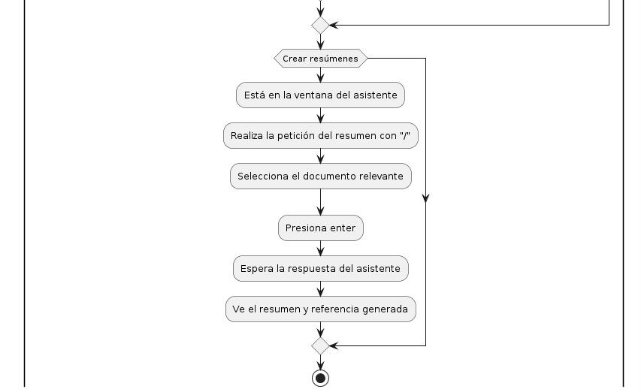 Crear resúmenes
Está en la ventana del asistente
Realiza la petición del resumen con "/"
Selecciona el documento relevante
Presiona enter
Espera la respuesta del asistente
Ve el resumen y referencia generada